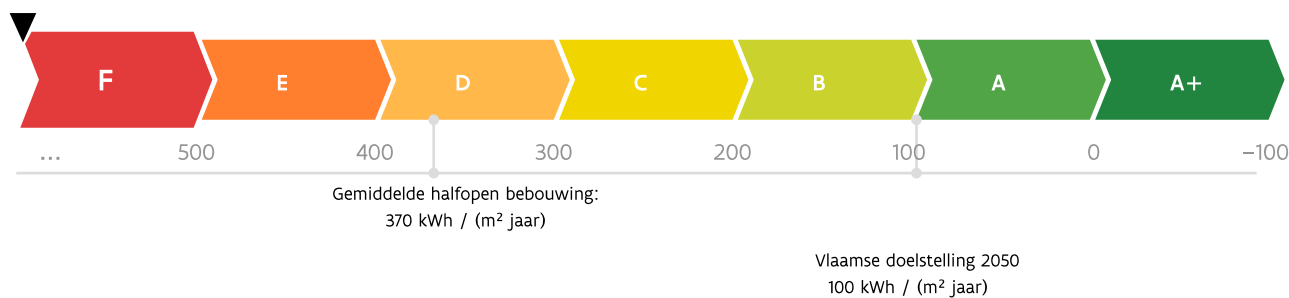 F E D C B A A+
... 500 400 300 200 100 0 −100
Gemiddelde halfopen bebouwing:
370 kWh / (m² jaar)
Vlaamse doelstelling 2050
100 kWh / (m² jaar)